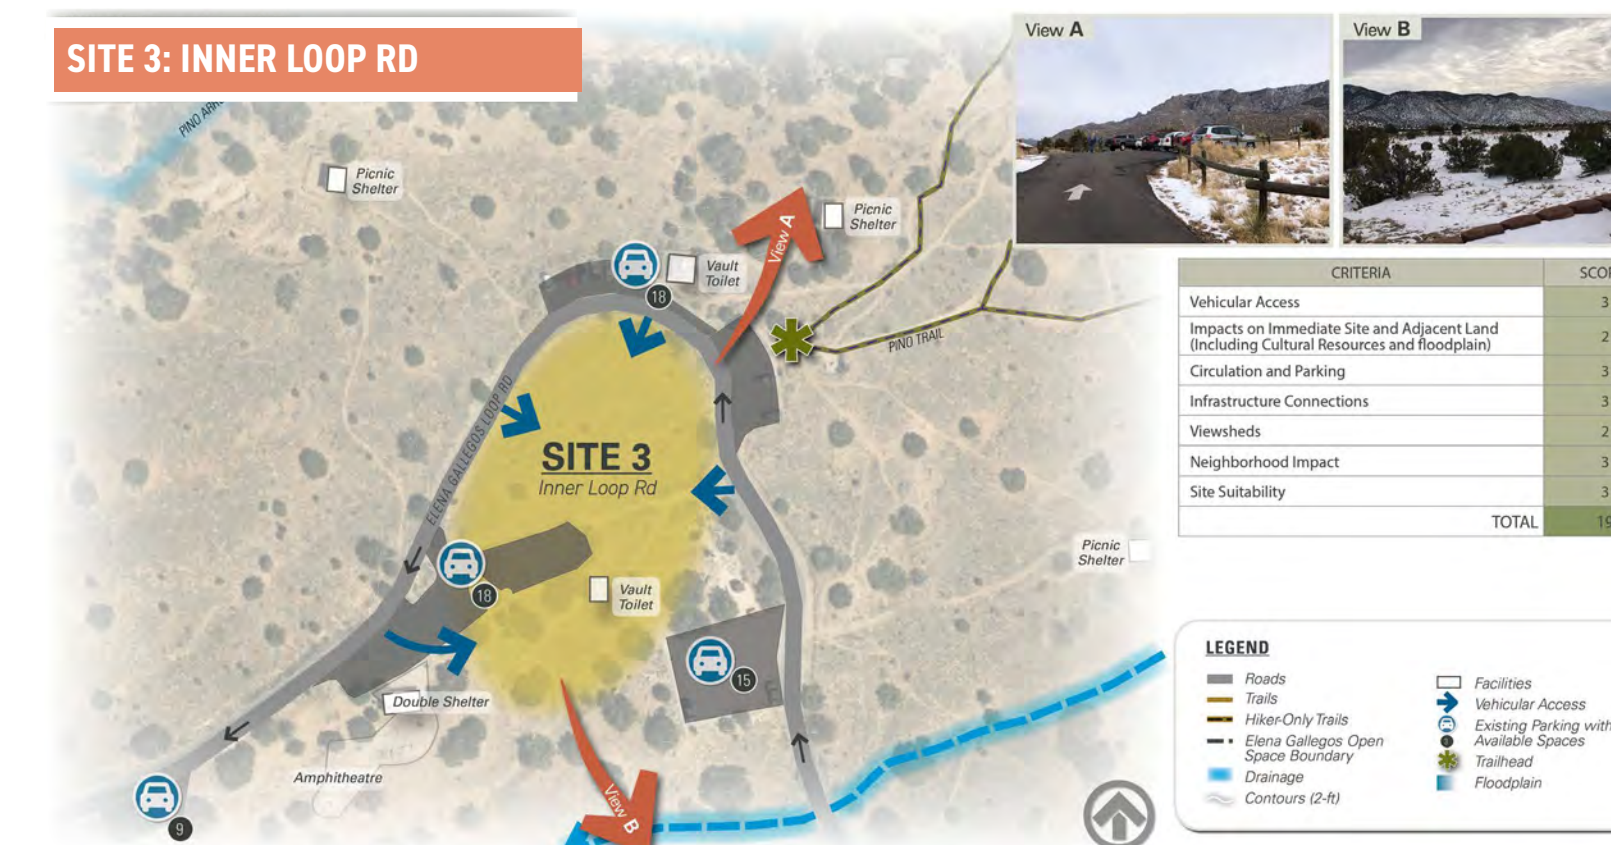 SITE 3: INNER LOOP RD
PINO
Picnic
Shelter
Picnic
Shelter
View A
View B
View A
Vault
Toilet
18
PINO TRAIL
ELENA GALLEGOS LOOP RD
SITE 3
Inner Loop Rd
18
Vault
Toilet
15
Double Shelter
Amphitheatre
9
View B
Picnic
Shelter
CRITERIA
Vehicular Access 3
Impacts on Immediate Site and Adjacent Land
(Including Cultural Resources and floodplain) 2
Circulation and Parking 3
Infrastructure Connections 3
Viewsheds 2
Neighborhood Impact 3
Site Suitability 3
TOTAL 19
LEGEND
Roads
Trails
Hiker-Only Trails
Elena Gallegos Open
Space Boundary
Drainage
Contours (2-ft)
Facilities
Vehicular Access
Existing Parking with
Available Spaces
Trailhead
Floodplain